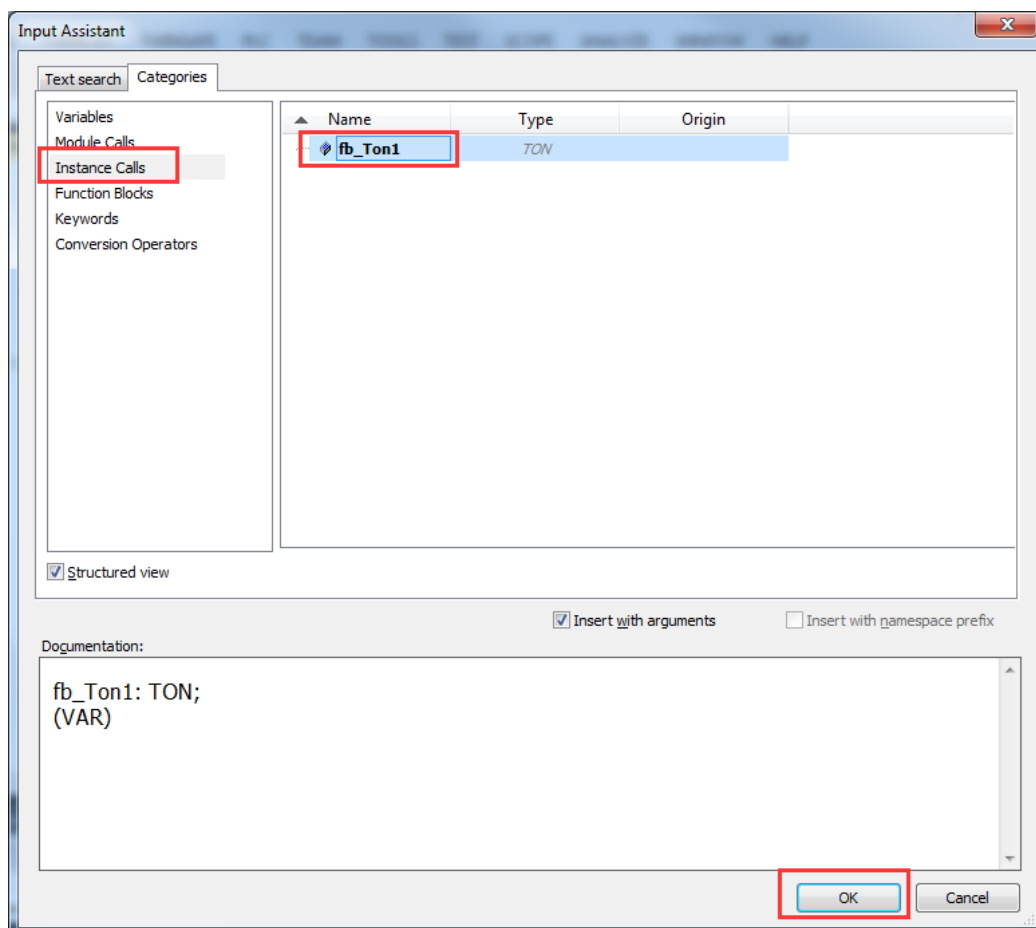 Input Assistant
Text search Categories
Variables
Module Calls
Instance Calls
Function Blocks
Keywords
Conversion Operators
Name Type Origin
fb_Ton1 TON
Structured view
Insert with arguments Insert with namespace prefix
Documentation:
fb_Ton1: TON;
(VAR)
OK Cancel